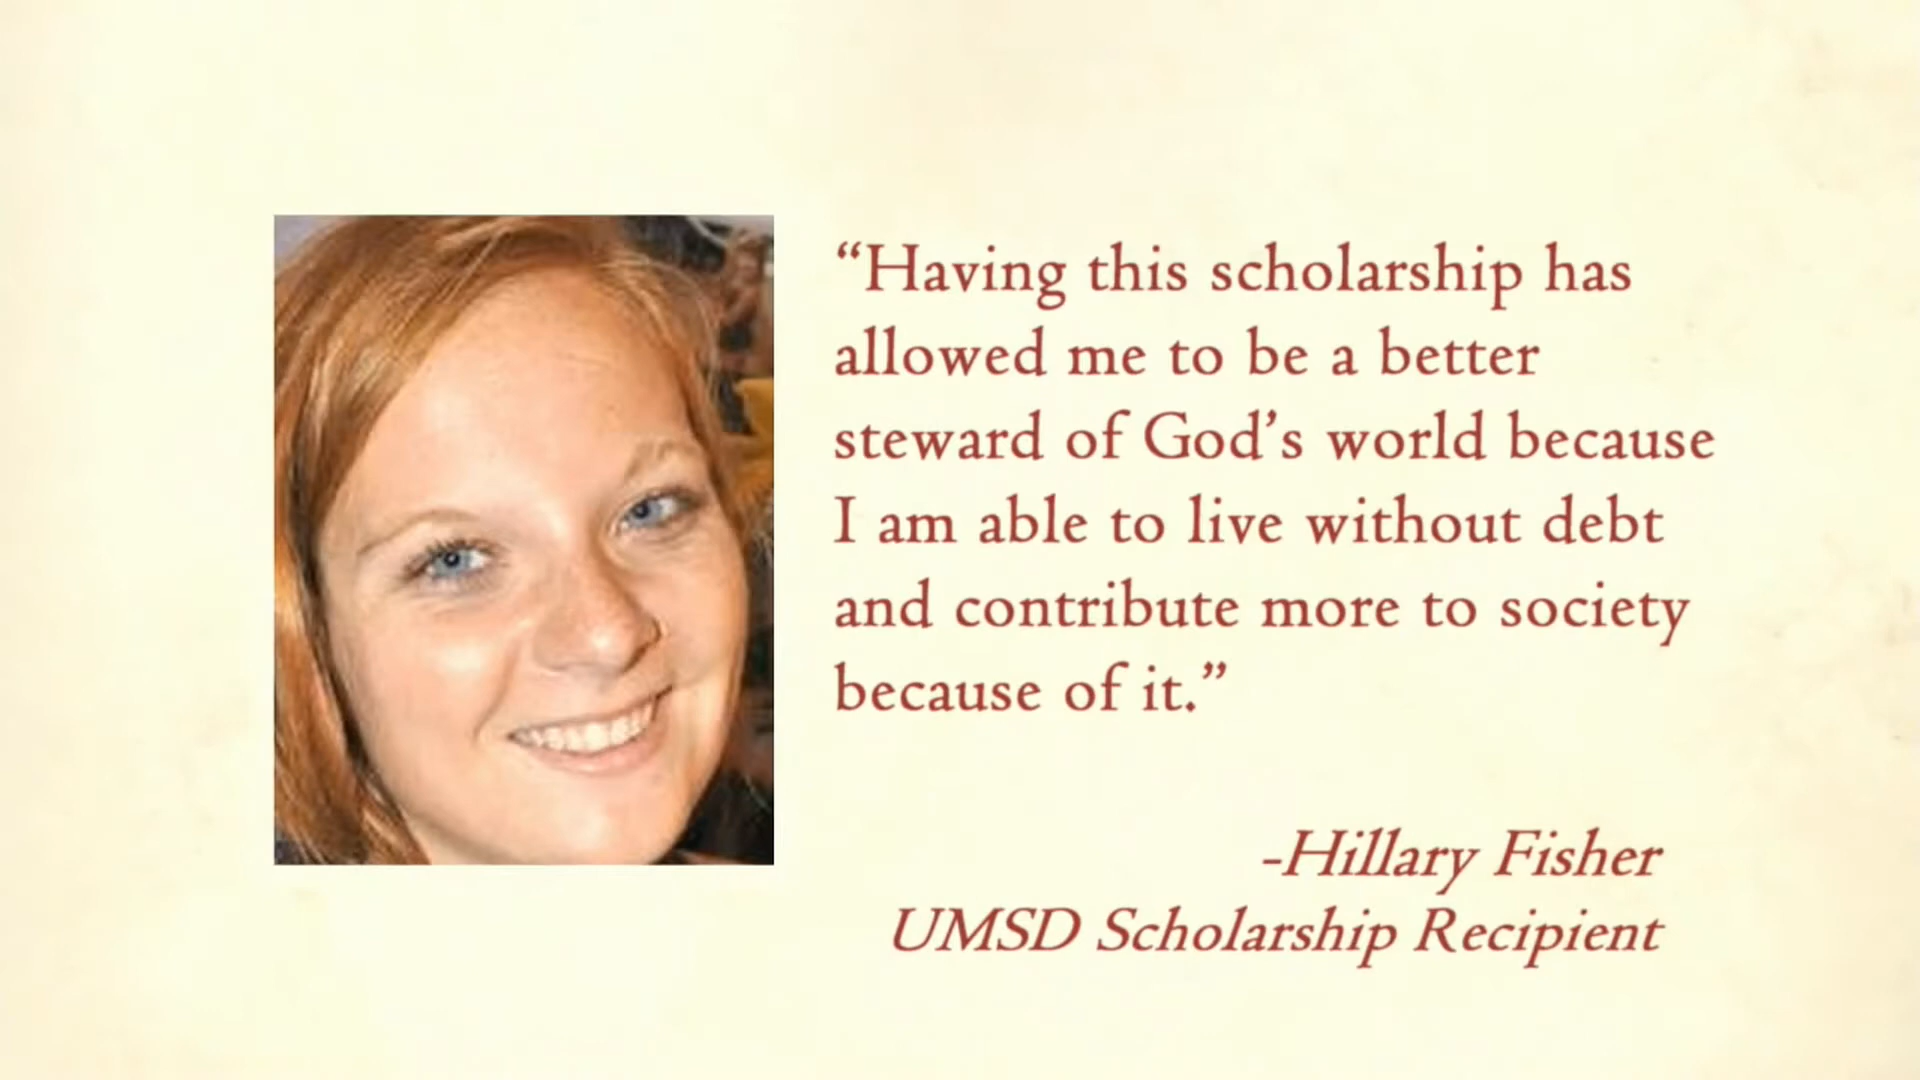 “Having this scholarship has
allowed me to be a better
steward of God’s world because
I am able to live without debt
and contribute more to society
because of it.”
-Hillary Fisher
UMSD Scholarship Recipient